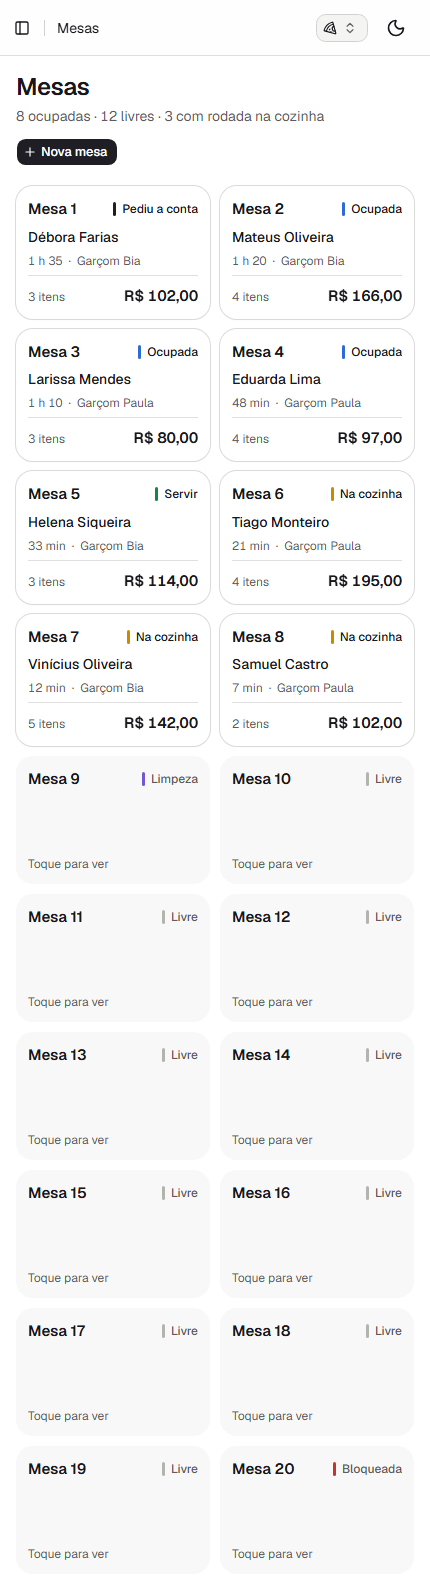 Mesas
Mesas
8 ocupadas · 12 livres · 3 com rodada na cozinha
+ Nova mesa
Mesa 1 Pediu a conta
Débora Farias
1 h 35 · Garçom Bia
3 itens R$ 102,00
Mesa 2 Ocupada
Mateus Oliveira
1 h 20 · Garçom Bia
4 itens R$ 166,00
Mesa 3 Ocupada
Larissa Mendes
1 h 10 · Garçom Paula
3 itens R$ 80,00
Mesa 4 Ocupada
Eduarda Lima
48 min · Garçom Paula
4 itens R$ 97,00
Mesa 5 Servir
Helena Siqueira
33 min · Garçom Bia
3 itens R$ 114,00
Mesa 6 Na cozinha
Tiago Monteiro
21 min · Garçom Paula
4 itens R$ 195,00
Mesa 7 Na cozinha
Vinícius Oliveira
12 min · Garçom Bia
5 itens R$ 142,00
Mesa 8 Na cozinha
Samuel Castro
7 min · Garçom Paula
2 itens R$ 102,00
Mesa 9 Limpeza
Toque para ver
Mesa 10 Livre
Toque para ver
Mesa 11 Livre
Toque para ver
Mesa 12 Livre
Toque para ver
Mesa 13 Livre
Toque para ver
Mesa 14 Livre
Toque para ver
Mesa 15 Livre
Toque para ver
Mesa 16 Livre
Toque para ver
Mesa 17 Livre
Toque para ver
Mesa 18 Livre
Toque para ver
Mesa 19 Livre
Toque para ver
Mesa 20 Bloqueada
Toque para ver